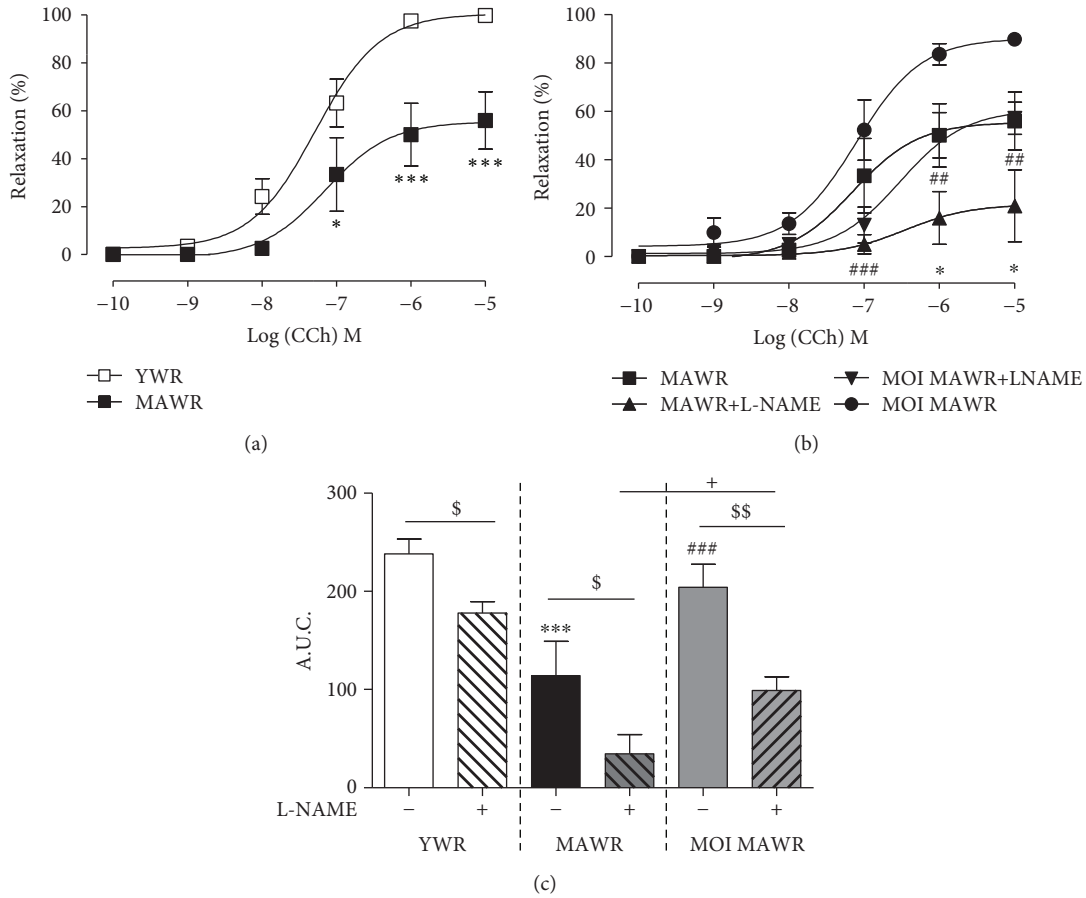 100
80
60
40
20
0
Relaxation (%)
*
***
***
−10 −9 −8 −7 −6 −5
Log (CCh) M
YWR
MAWR
(a)
100
80
60
40
20
0
Relaxation (%)
##
##
### * *
−10 −9 −8 −7 −6 −5
Log (CCh) M
MAWR MOI MAWR+LNAME
MAWR+L-NAME MOI MAWR
(b)
300
200
100
0
A.U.C.
+
$ $$
###
$
***
L-NAME − + − + − +
YWR MAWR MOI MAWR
(c)